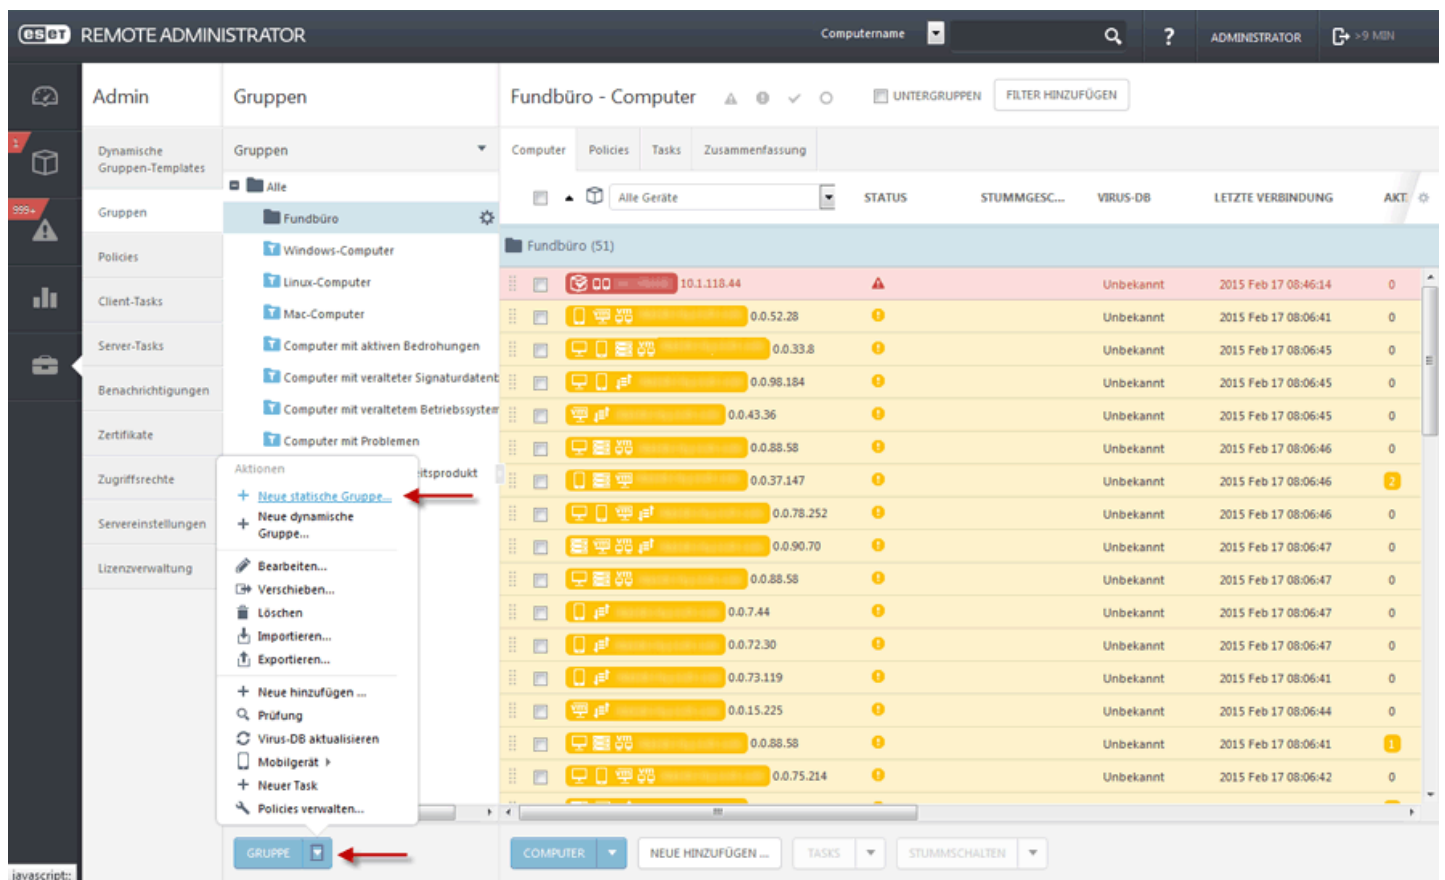 eset REMOTE ADMINISTRATOR
Computername
?
ADMINISTRATOR
>9 MIN
1
999+
Admin
Dynamische
Gruppen-Templates
Gruppen
Policies
Client-Tasks
Server-Tasks
Benachrichtigungen
Zertifikate
Zugriffsrechte
Servereinstellungen
Lizenzverwaltung
Gruppen
Gruppen
Alle
Fundbüro
Windows-Computer
Linux-Computer
Mac-Computer
Computer mit aktiven Bedrohungen
Computer mit veralteter Signaturdatenb
Computer mit veraltetem Betriebssystem
Computer mit Problemen
itsprodukt
Aktionen
Neue statische Gruppe...
Neue dynamische
Gruppe...
Bearbeiten...
Verschieben...
Löschen
Importieren...
Exportieren...
Neue hinzufügen ...
Prüfung
Virus-DB aktualisieren
Mobilgerät
Neuer Task
Policies verwalten...
GRUPPE
Fundbüro - Computer
UNTERGRUPPEN
FILTER HINZUFÜGEN
Computer Policies Tasks Zusammenfassung
Alle Geräte STATUS STUMMGESC... VIRUS-DB LETZTE VERBINDUNG AKT.
Fundbüro (51)
10.1.118.44 Unbekannt 2015 Feb 17 08:46:14 0
0.0.52.28 Unbekannt 2015 Feb 17 08:06:41 0
0.0.33.8 Unbekannt 2015 Feb 17 08:06:45 0
0.0.98.184 Unbekannt 2015 Feb 17 08:06:45 0
0.0.43.36 Unbekannt 2015 Feb 17 08:06:45 0
0.0.88.58 Unbekannt 2015 Feb 17 08:06:46 0
0.0.37.147 Unbekannt 2015 Feb 17 08:06:46 2
0.0.78.252 Unbekannt 2015 Feb 17 08:06:46 0
0.0.90.70 Unbekannt 2015 Feb 17 08:06:47 0
0.0.88.58 Unbekannt 2015 Feb 17 08:06:47 0
0.0.7.44 Unbekannt 2015 Feb 17 08:06:47 0
0.0.72.30 Unbekannt 2015 Feb 17 08:06:47 0
0.0.73.119 Unbekannt 2015 Feb 17 08:06:41 0
0.0.15.225 Unbekannt 2015 Feb 17 08:06:44 0
0.0.88.58 Unbekannt 2015 Feb 17 08:06:41 1
0.0.75.214 Unbekannt 2015 Feb 17 08:06:42 0
COMPUTER
NEUE HINZUFÜGEN ...
TASKS
STUMMSCHALTEN
javascript:;